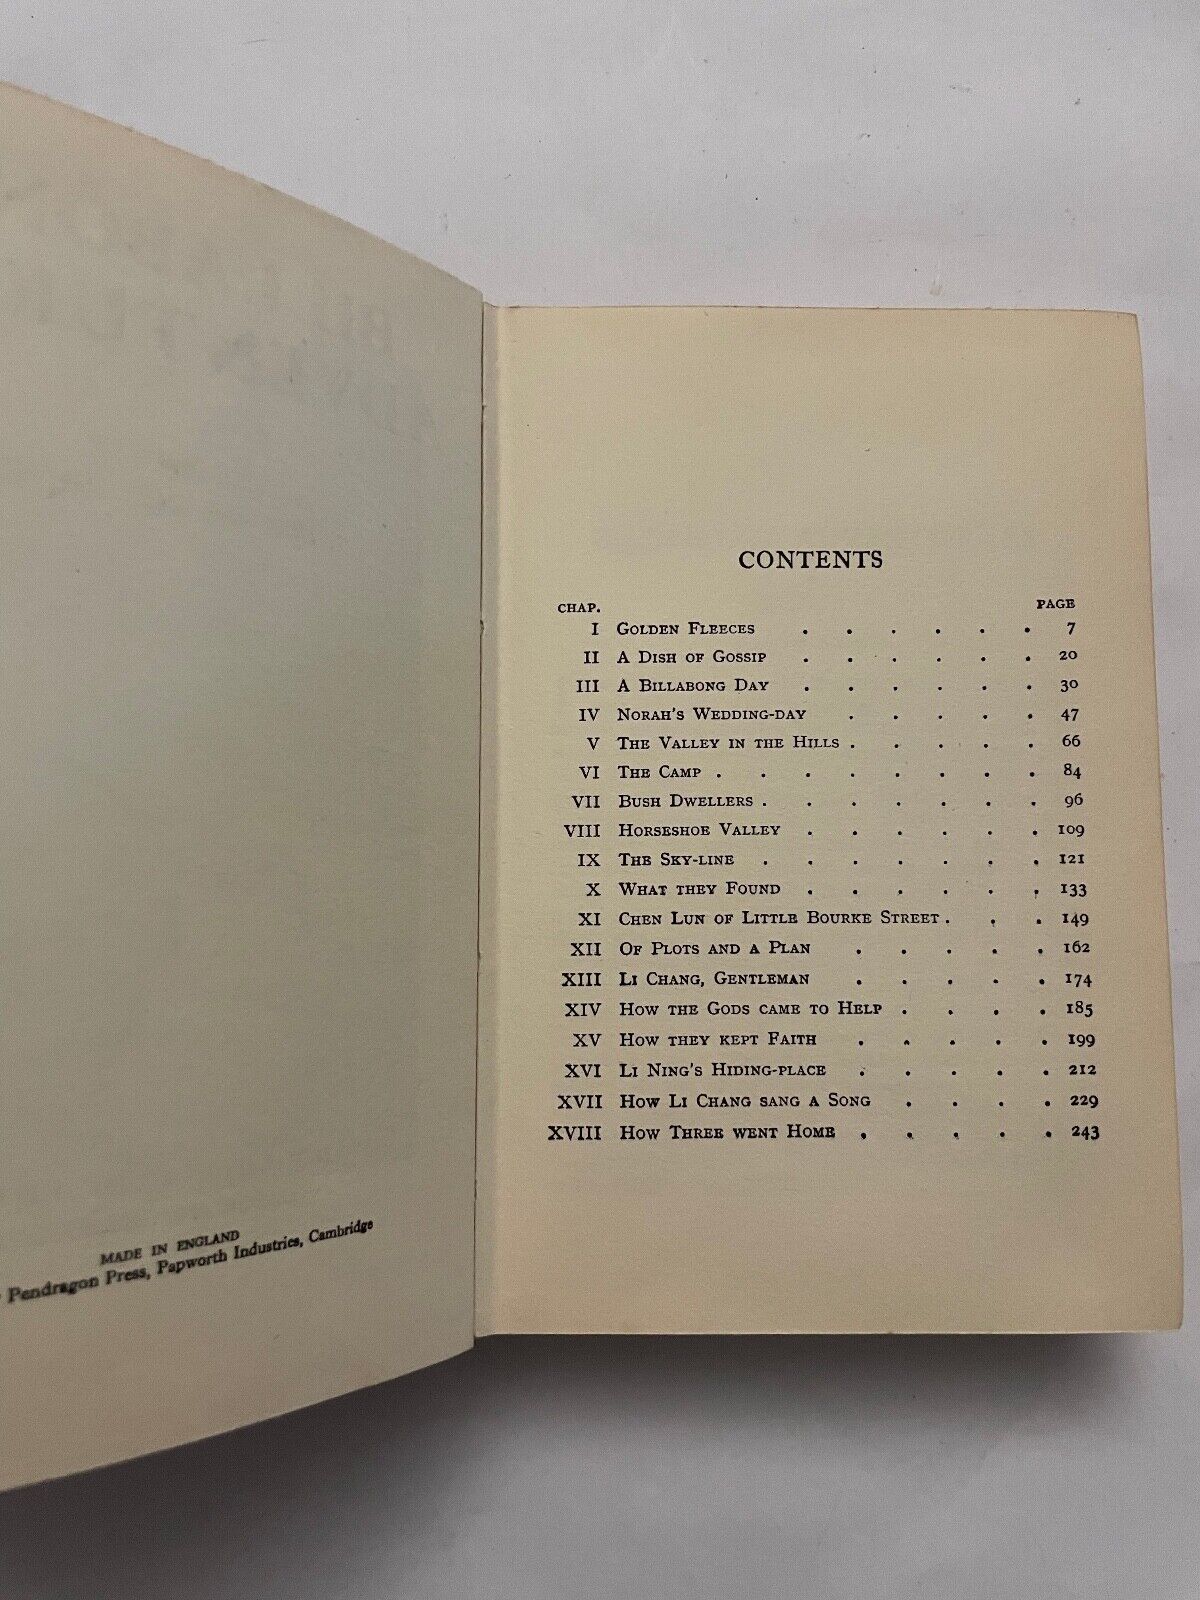 MADE IN ENGLAND
Pendragon Press, Papworth Industries, Cambridge
CONTENTS
CHAP. PAGE
I GOLDEN FLEECES . . . . . . 7
II A DISH OF GOSSIP . . . . . . 20
III A BILLABONG DAY . . . . . . 30
IV NORAH'S WEDDING-DAY . . . . . 47
V THE VALLEY IN THE HILLS . . . . . 66
VI THE CAMP . . . . . . . . 84
VII BUSH DWELLERS . . . . . . . 96
VIII HORSESHOE VALLEY . . . . . . 109
IX THE SKY-LINE . . . . . . . 121
X WHAT THEY FOUND . . . . . . 133
XI CHEN LUN OF LITTLE BOURKE STREET . . . 149
XII OF PLOTS AND A PLAN . . . . . 162
XIII LI CHANG, GENTLEMAN . . . . . 174
XIV HOW THE GODS CAME TO HELP . . . . 185
XV HOW THEY KEPT FAITH . . . . . 199
XVI LI NING'S HIDING-PLACE . . . . . 212
XVII HOW LI CHANG SANG A SONG . . . . 229
XVIII HOW THREE WENT HOME . . . . . 243